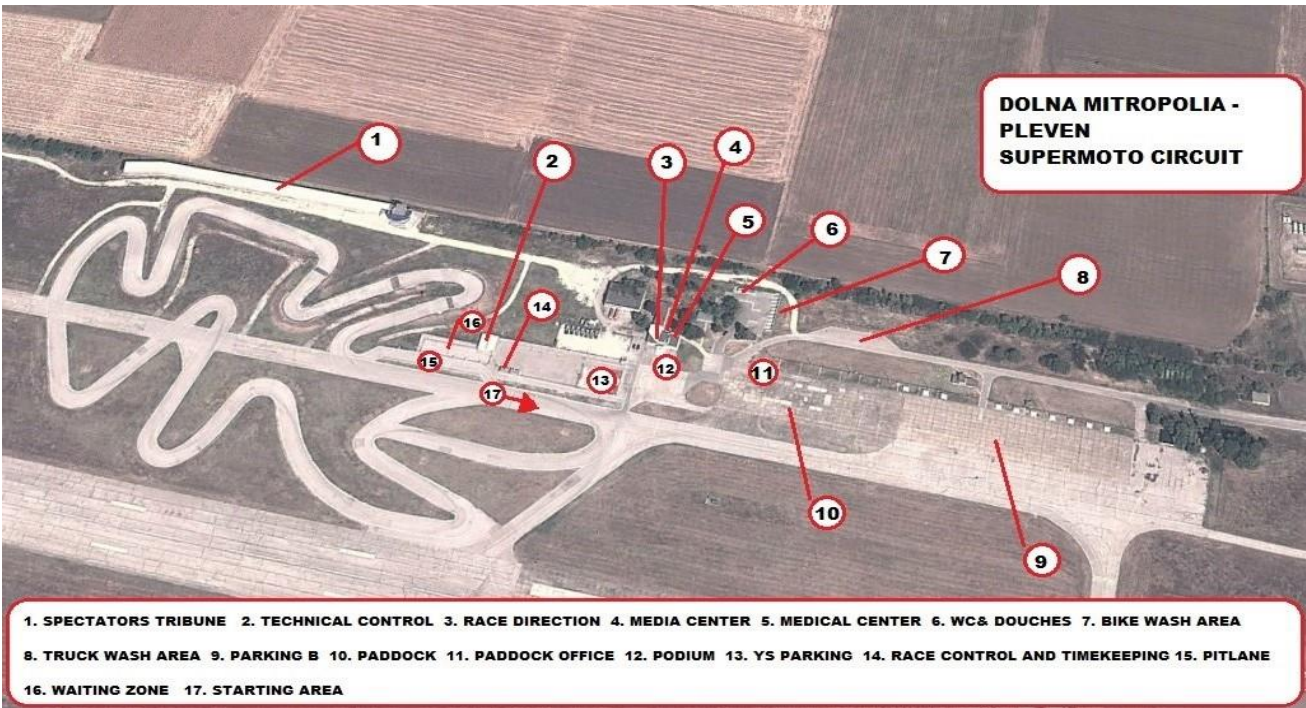 DOLNA MITROPOLIA -
PLEVEN
SUPERMOTO CIRCUIT
1
2
3
4
5
6
7
8
16
14
15
13
12
11
17
10
9
1. SPECTATORS TRIBUNE 2. TECHNICAL CONTROL 3. RACE DIRECTION 4. MEDIA CENTER 5. MEDICAL CENTER 6. WC& DOUCHES 7. BIKE WASH AREA
8. TRUCK WASH AREA 9. PARKING B 10. PADDOCK 11. PADDOCK OFFICE 12. PODIUM 13. YS PARKING 14. RACE CONTROL AND TIMEKEEPING 15. PITLANE
16. WAITING ZONE 17. STARTING AREA